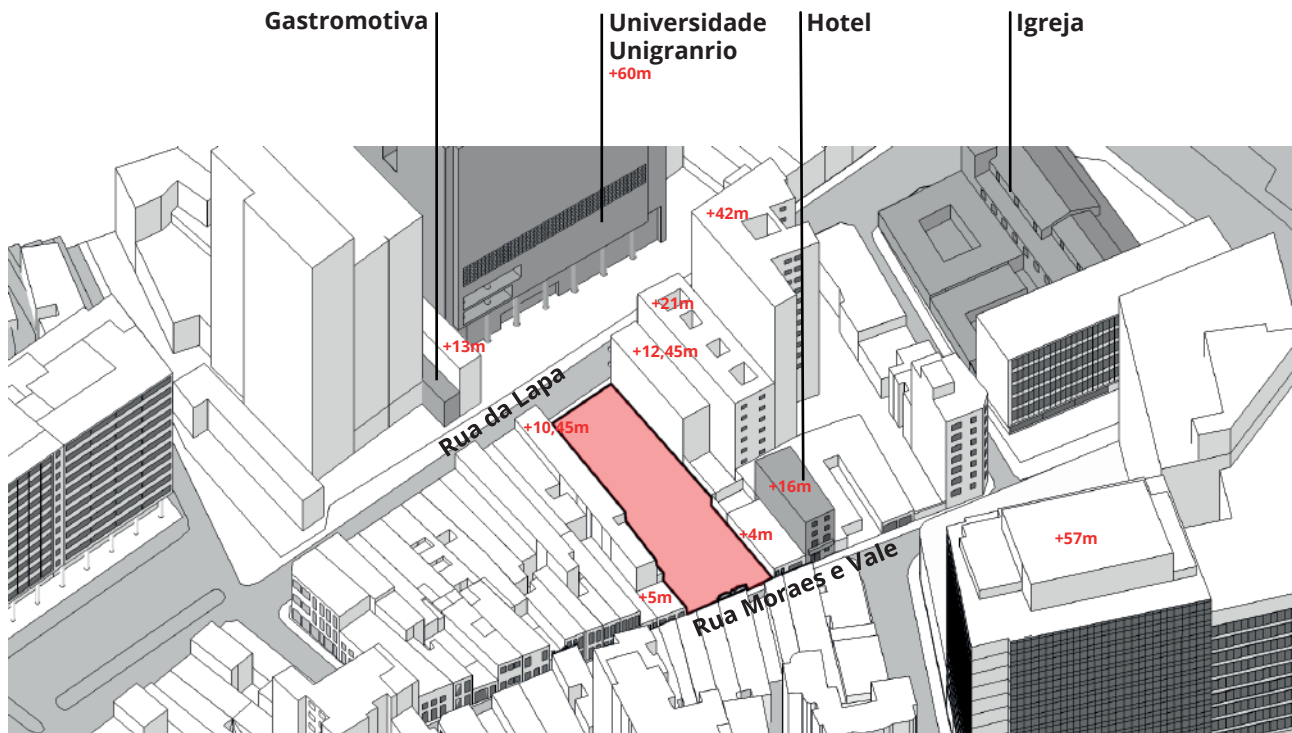 Gastromotiva
Universidade
Unigranrio
+60m
Hotel
Igreja
+42m
+21m
+13m
+12,45m
Rua da Lapa
+10,45m
+16m
+4m
+57m
+5m
Rua Moraes e Vale